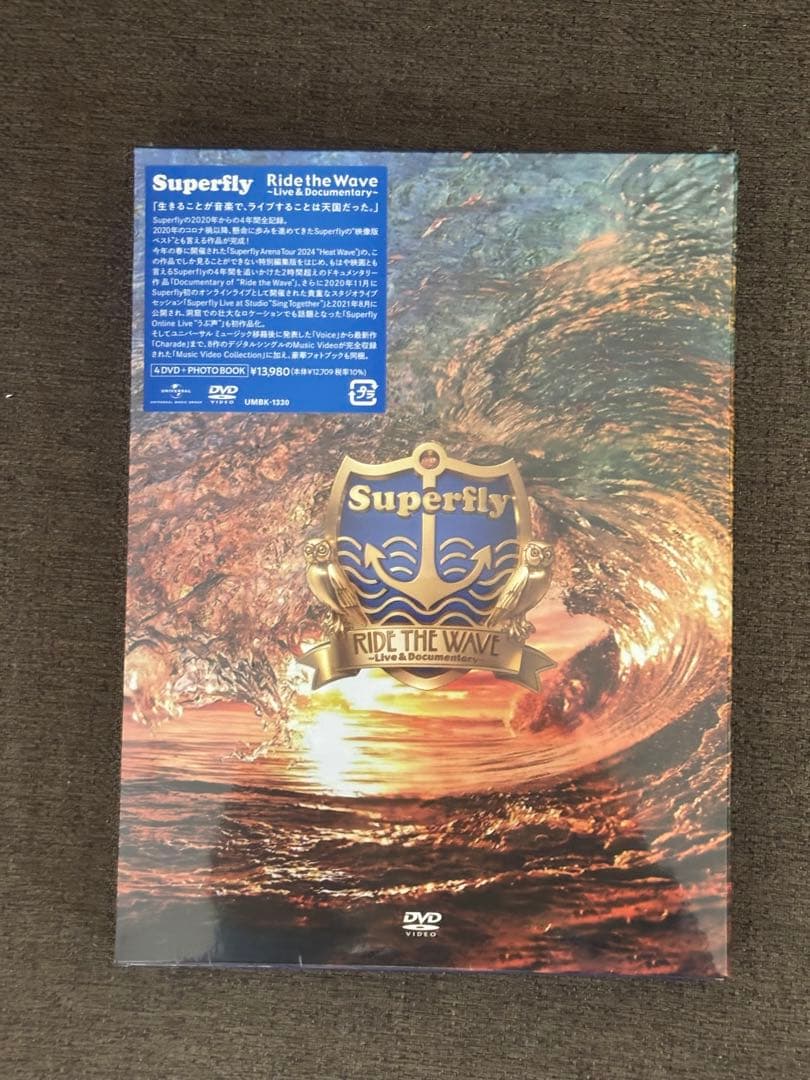 Superfly Ride the Wave
~Live & Documentary~
「生きることが音楽で、ライブすることは天国だった。」
Superflyの2020年からの4年間全記録。
2020年のコロナ禍以降、懸命に歩みを進めてきたSuperflyの"映像版
ベスト"とも言える作品が完成！
今年の春に開催された「Superfly Arena Tour 2024 "Heat Wave"」の、こ
の作品でしか見ることができない特別編集版をはじめ、もはや映画とも
言えるSuperflyの4年間を追いかけた2時間超えのドキュメンタリー
作品「Documentary of "Ride the Wave"」、さらに2020年11月に
Superfly初のオンラインライブとして開催された貴重なスタジオライブ
セッション「Superfly Live at Studio "Sing Together"」と2021年8月に
公開され、洞窟での壮大なロケーションでも話題となった「Superfly
Online Live "うぶ声"」も初作品化。
そしてユニバーサル ミュージック移籍後に発表した「Voice」から最新作
「Charade」まで、8作のデジタルシングルのMusic Videoが完全収録
された「Music Video Collection」に加え、豪華フォトブックも同梱。
4 DVD + PHOTO BOOK ¥13,980(本体¥12,709 税率10%)
UNIVERSAL
UNIVERSAL MUSIC GROUP
DVD
VIDEO
UMBK-1330
プラ
Superfly
RIDE THE WAVE
~Live & Documentary~
DVD
VIDEO